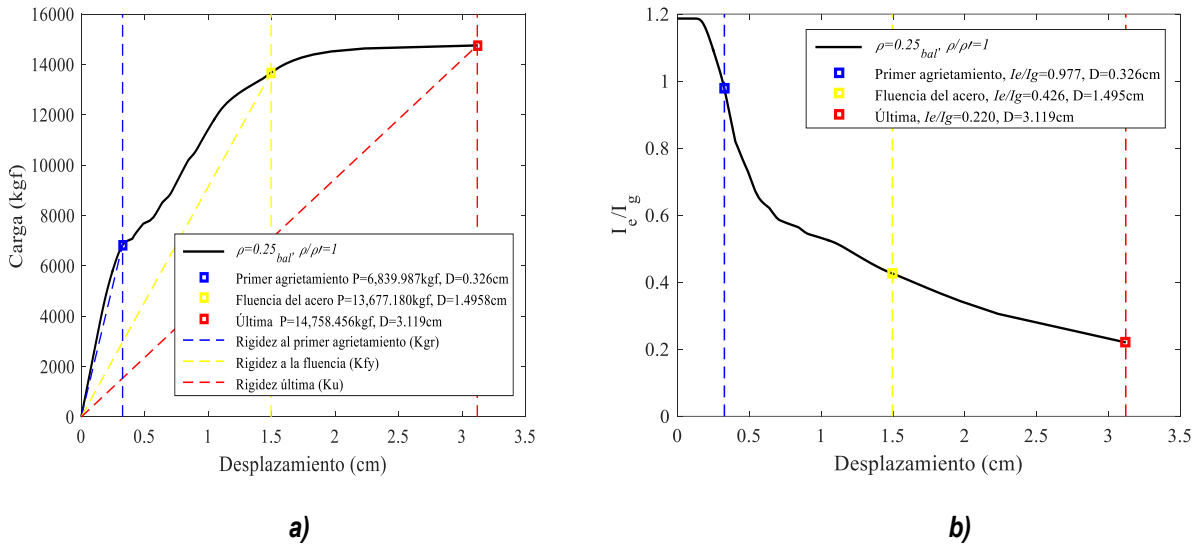 16000
14000
12000
10000
8000
6000
4000
2000
0
Carga (kgf)
0 0.5 1 1.5 2 2.5 3 3.5
Desplazamiento (cm)
ρ=0.25bal, ρ/ρ′=1
Primer agrietamiento P=6,839.987kgf, D=0.326cm
Fluencia del acero P=13,677.180kgf, D=1.4958cm
Última P=14,758.456kgf, D=3.119cm
Rigidez al primer agrietamiento (Kgr)
Rigidez a la fluencia (Kfy)
Rigidez última (Ku)
a)
1.2
1
0.8
0.6
0.4
0.2
0
Ie/Ig
0 0.5 1 1.5 2 2.5 3 3.5
Desplazamiento (cm)
ρ=0.25bal, ρ/ρ′=1
Primer agrietamiento, Ie/Ig=0.977, D=0.326cm
Fluencia del acero, Ie/Ig=0.426, D=1.495cm
Última, Ie/Ig=0.220, D=3.119cm
b)